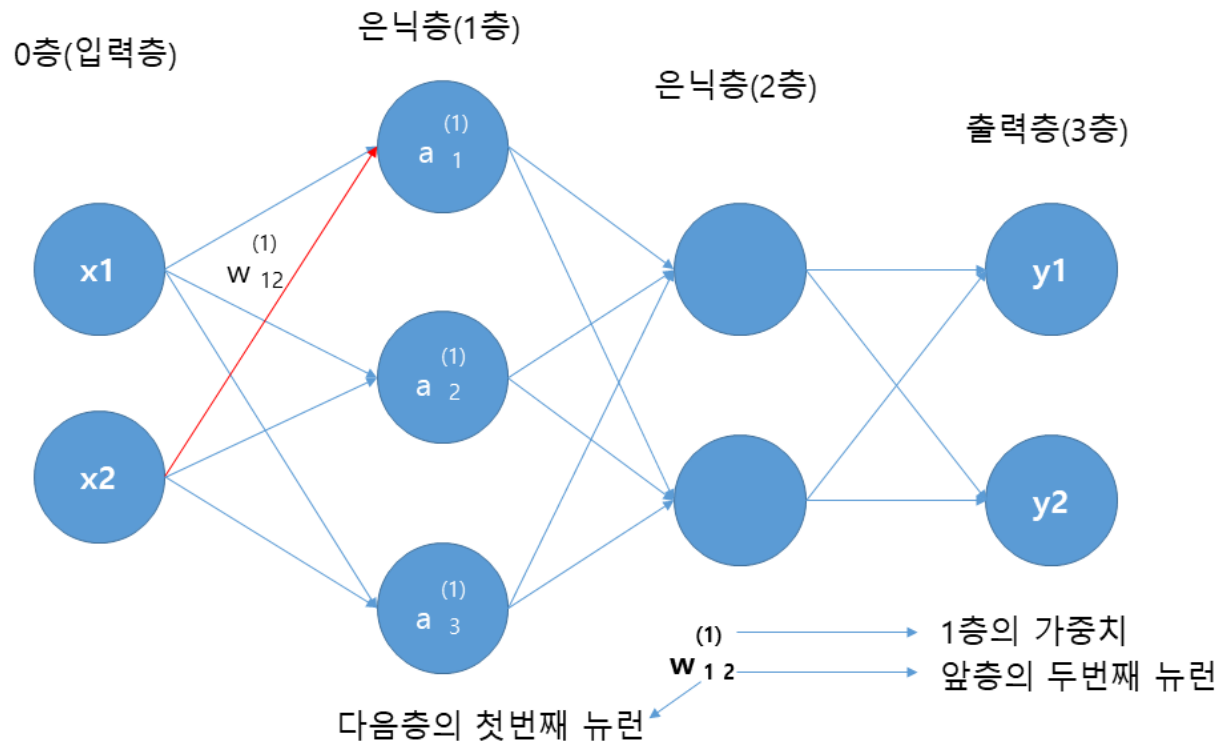 0층(입력층)
은닉층(1층)
은닉층(2층)
출력층(3층)
x1
x2
(1)
w 12
(1)
a 1
(1)
a 2
(1)
a 3
y1
y2
(1)
w 1 2
1층의 가중치
앞층의 두번째 뉴런
다음층의 첫번째 뉴런